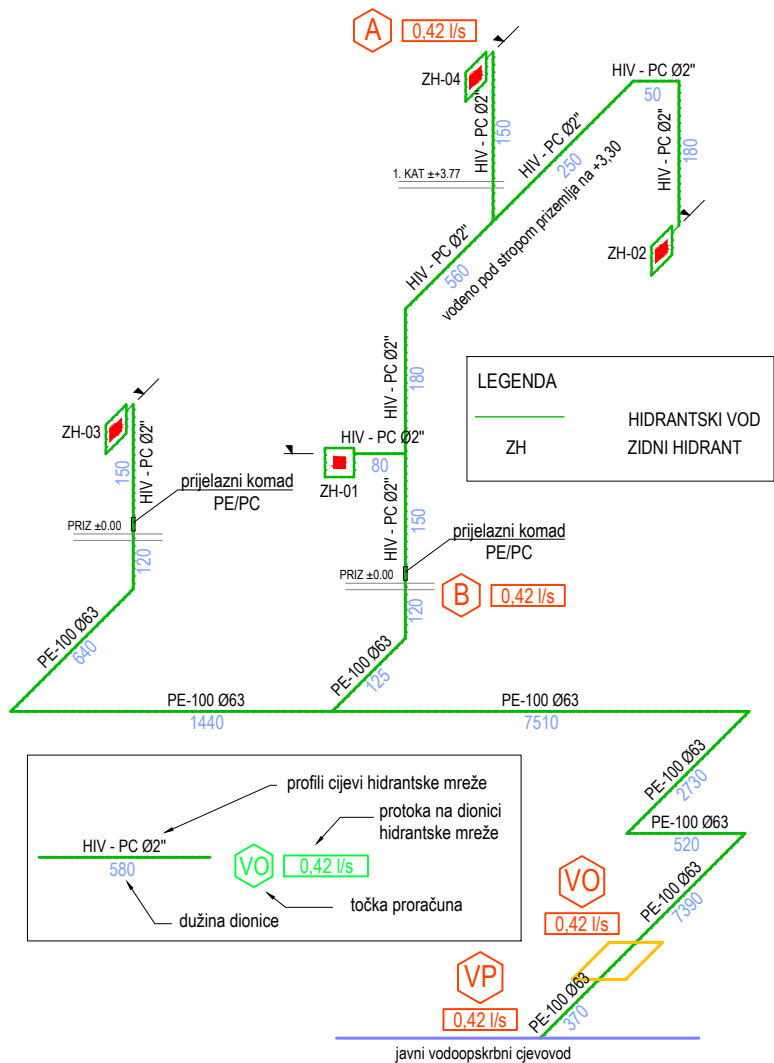 A
0,42 l/s
ZH-04
HIV - PC Ø2"
150
1. KAT ±+3.77
HIV - PC Ø2"
50
HIV - PC Ø2"
180
HIV - PC Ø2"
250
vođeno pod stropom prizemlja na +3,30
ZH-02
HIV - PC Ø2"
560
HIV - PC Ø2"
180
LEGENDA
HIDRANTSKI VOD
ZH
ZIDNI HIDRANT
ZH-03
HIV - PC Ø2"
150
prijelazni komad
PE/PC
PRIZ ±0.00
120
HIV - PC Ø2"
80
ZH-01
HIV - PC Ø2"
150
prijelazni komad
PE/PC
PRIZ ±0.00
120
B
0,42 l/s
PE-100 Ø63
640
PE-100 Ø63
125
PE-100 Ø63
1440
PE-100 Ø63
7510
PE-100 Ø63
2730
PE-100 Ø63
520
PE-100 Ø63
7390
profili cijevi hidrantske mreže
HIV - PC Ø2"
580
VO
0,42 l/s
protoka na dionici
hidrantske mreže
dužina dionice
točka proračuna
VO
0,42 l/s
VP
0,42 l/s
PE-100 Ø63
370
javni vodoopskrbni cjevovod